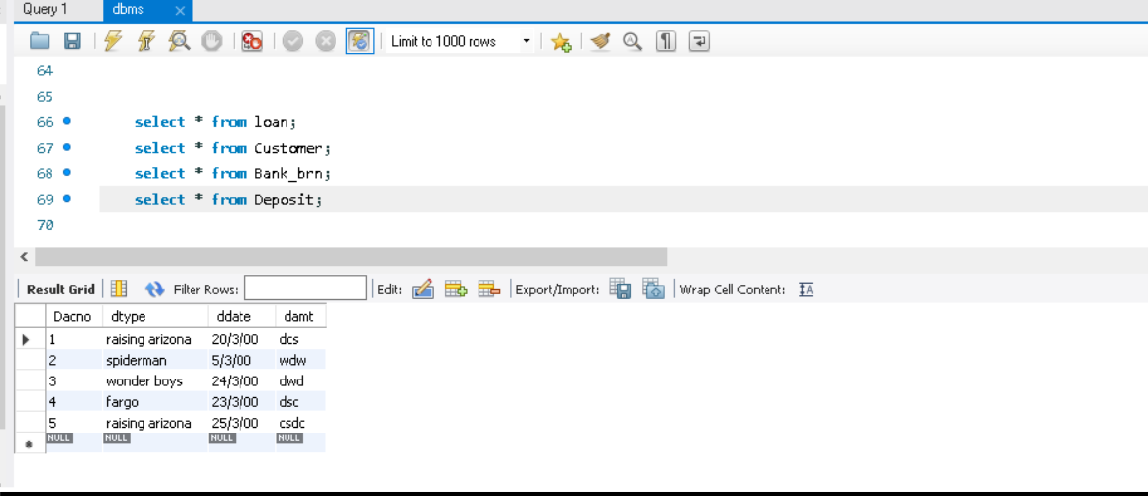 Query 1 dbms ×
Limit to 1000 rows
64
65
66 select * from loan;
67 select * from Customer;
68 select * from Bank_brn;
69 select * from Deposit;
70
Result Grid Filter Rows: Edit: Export/Import: Wrap Cell Content:
Dacno dtype ddate damt
1 raising arizona 20/3/00 dcs
2 spiderman 5/3/00 wdw
3 wonder boys 24/3/00 dwd
4 fargo 23/3/00 dsc
5 raising arizona 25/3/00 csdc
NULL NULL NULL NULL